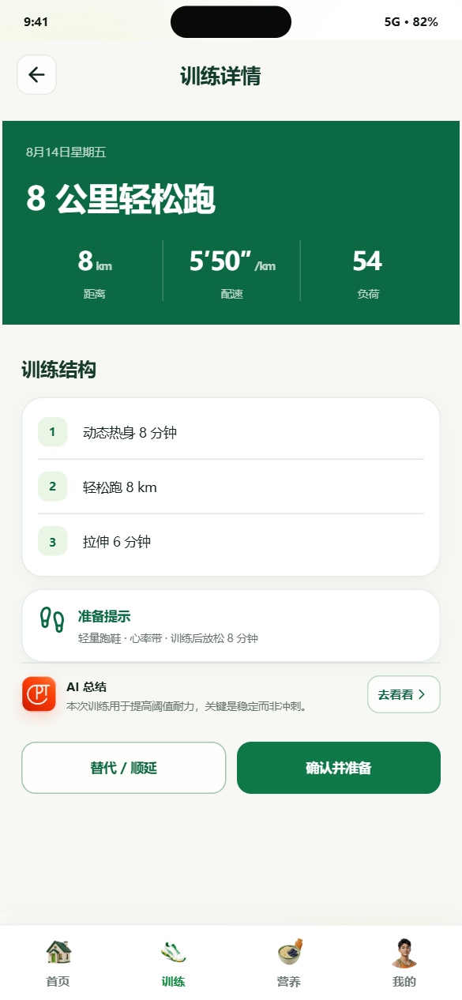 9:41
5G • 82%
训练详情
8月14日星期五
8 公里轻松跑
8 km
5′50″ /km
54
距离
配速
负荷
训练结构
1
动态热身 8 分钟
2
轻松跑 8 km
3
拉伸 6 分钟
准备提示
轻量跑鞋 · 心率带 · 训练后放松 8 分钟
CPT
AI 总结
本次训练用于提高阈值耐力，关键是稳定而非冲刺。
去看看
替代 / 顺延
确认并准备
首页
训练
营养
我的